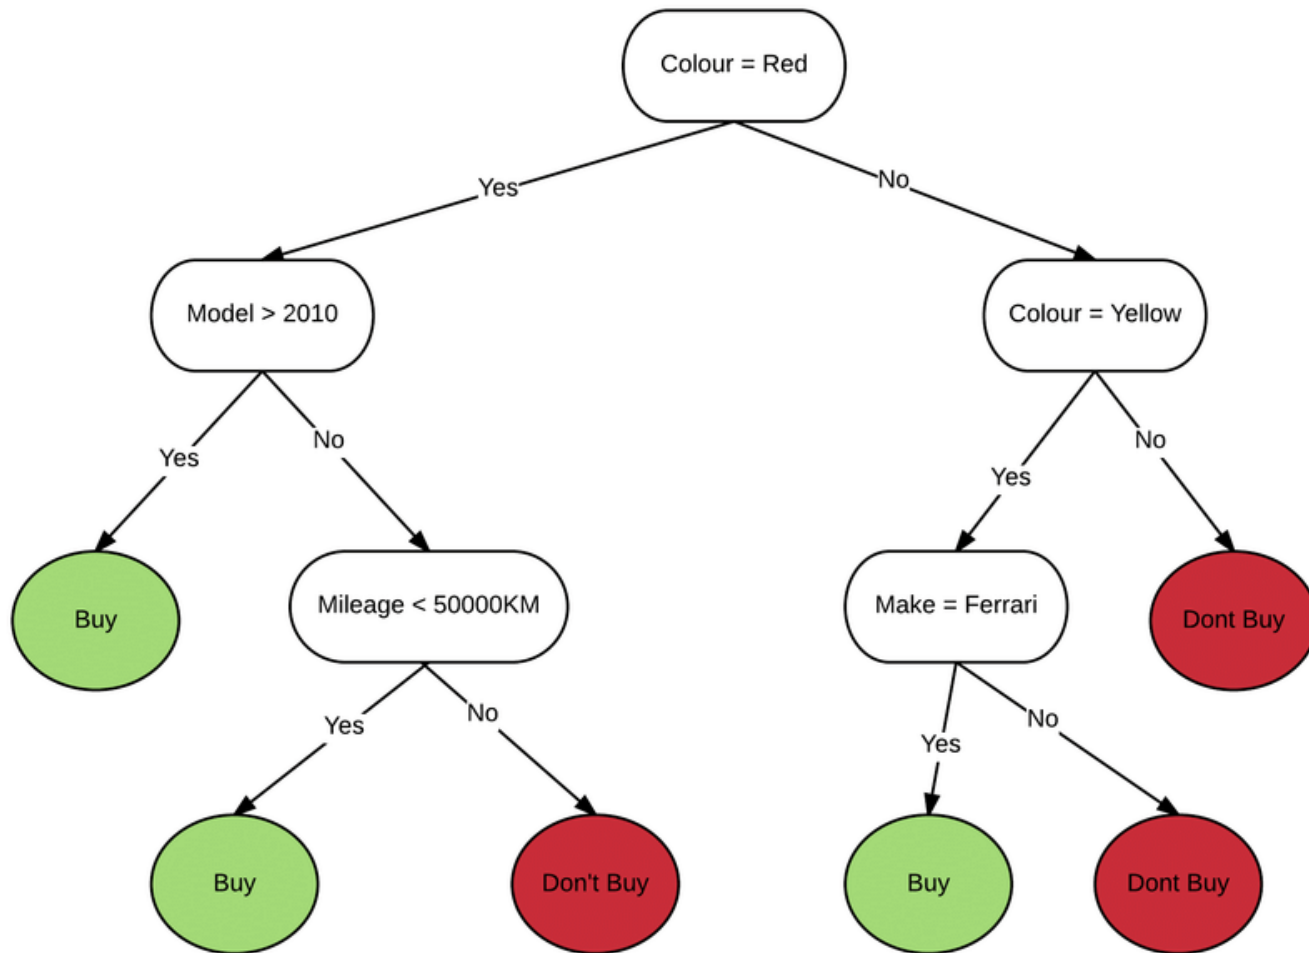 Colour = Red
Yes
No
Model > 2010
Colour = Yellow
Yes
No
Yes
No
Buy
Mileage < 50000KM
Make = Ferrari
Dont Buy
Yes
No
Yes
No
Buy
Don't Buy
Buy
Dont Buy